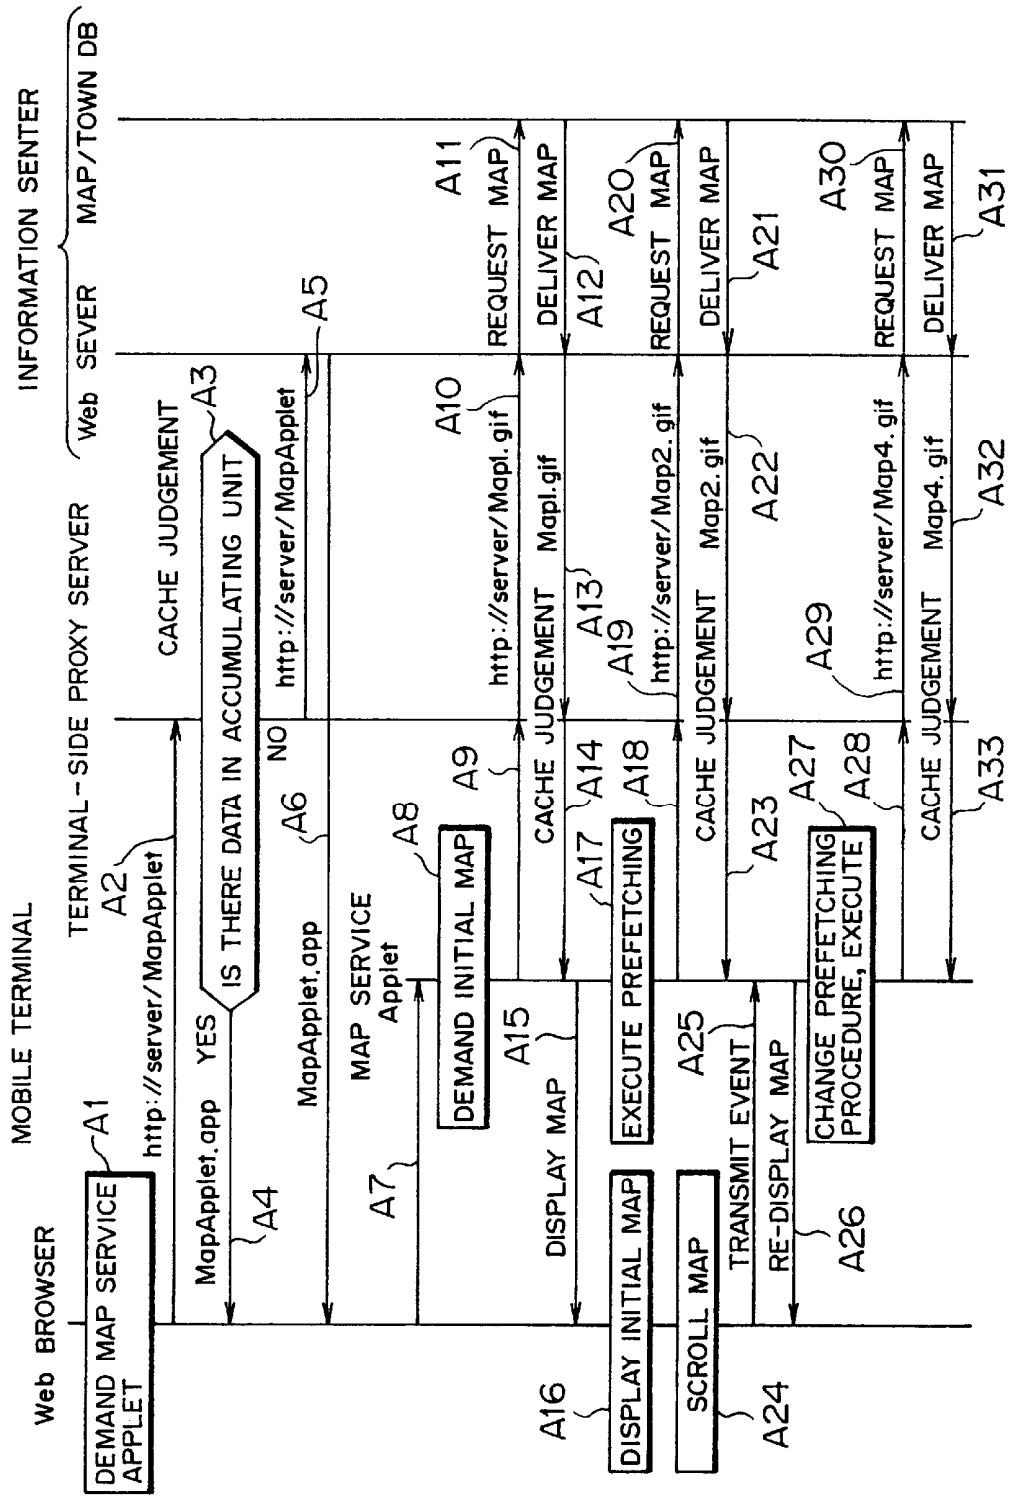 MOBILE TERMINAL
INFORMATION SENTER
Web BROWSER
TERMINAL-SIDE PROXY SERVER
Web SEVER
MAP/TOWN DB
DEMAND MAP SERVICE
APPLET
A1
http://server/MapApplet
A2
CACHE JUDGEMENT
A3
IS THERE DATA IN ACCUMULATING UNIT
MapApplet.app
YES
A4
NO
http://server/MapApplet
A5
MapApplet.app
A6
MAP SERVICE
Applet
A7
A8
DEMAND INITIAL MAP
A9
http://server/Map1.gif
A10
REQUEST MAP
A11
CACHE JUDGEMENT
Map1.gif
DELIVER MAP
A12
A13
A14
A15
DISPLAY MAP
A16
DISPLAY INITIAL MAP
A17
EXECUTE PREFETCHING
A18
A19
http://server/Map2.gif
REQUEST MAP
A20
CACHE JUDGEMENT
Map2.gif
DELIVER MAP
A21
A22
A23
SCROLL MAP
A24
TRANSMIT EVENT
A25
RE-DISPLAY MAP
A26
CHANGE PREFETCHING
PROCEDURE, EXECUTE
A27
A28
A29
http://server/Map4.gif
REQUEST MAP
A30
CACHE JUDGEMENT
Map4.gif
DELIVER MAP
A31
A32
A33